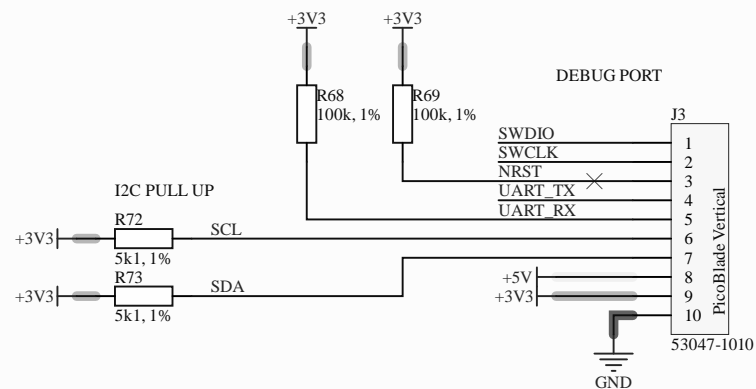 +3V3
+3V3
DEBUG PORT
R68
100k, 1%
R69
100k, 1%
J3
SWDIO
1
SWCLK
2
NRST
3
UART_TX
4
UART_RX
5
I2C PULL UP
R72
+3V3
SCL
6
5k1, 1%
7
R73
+3V3
SDA
5k1, 1%
+5V
8
+3V3
9
10
PicoBlade Vertical
53047-1010
GND